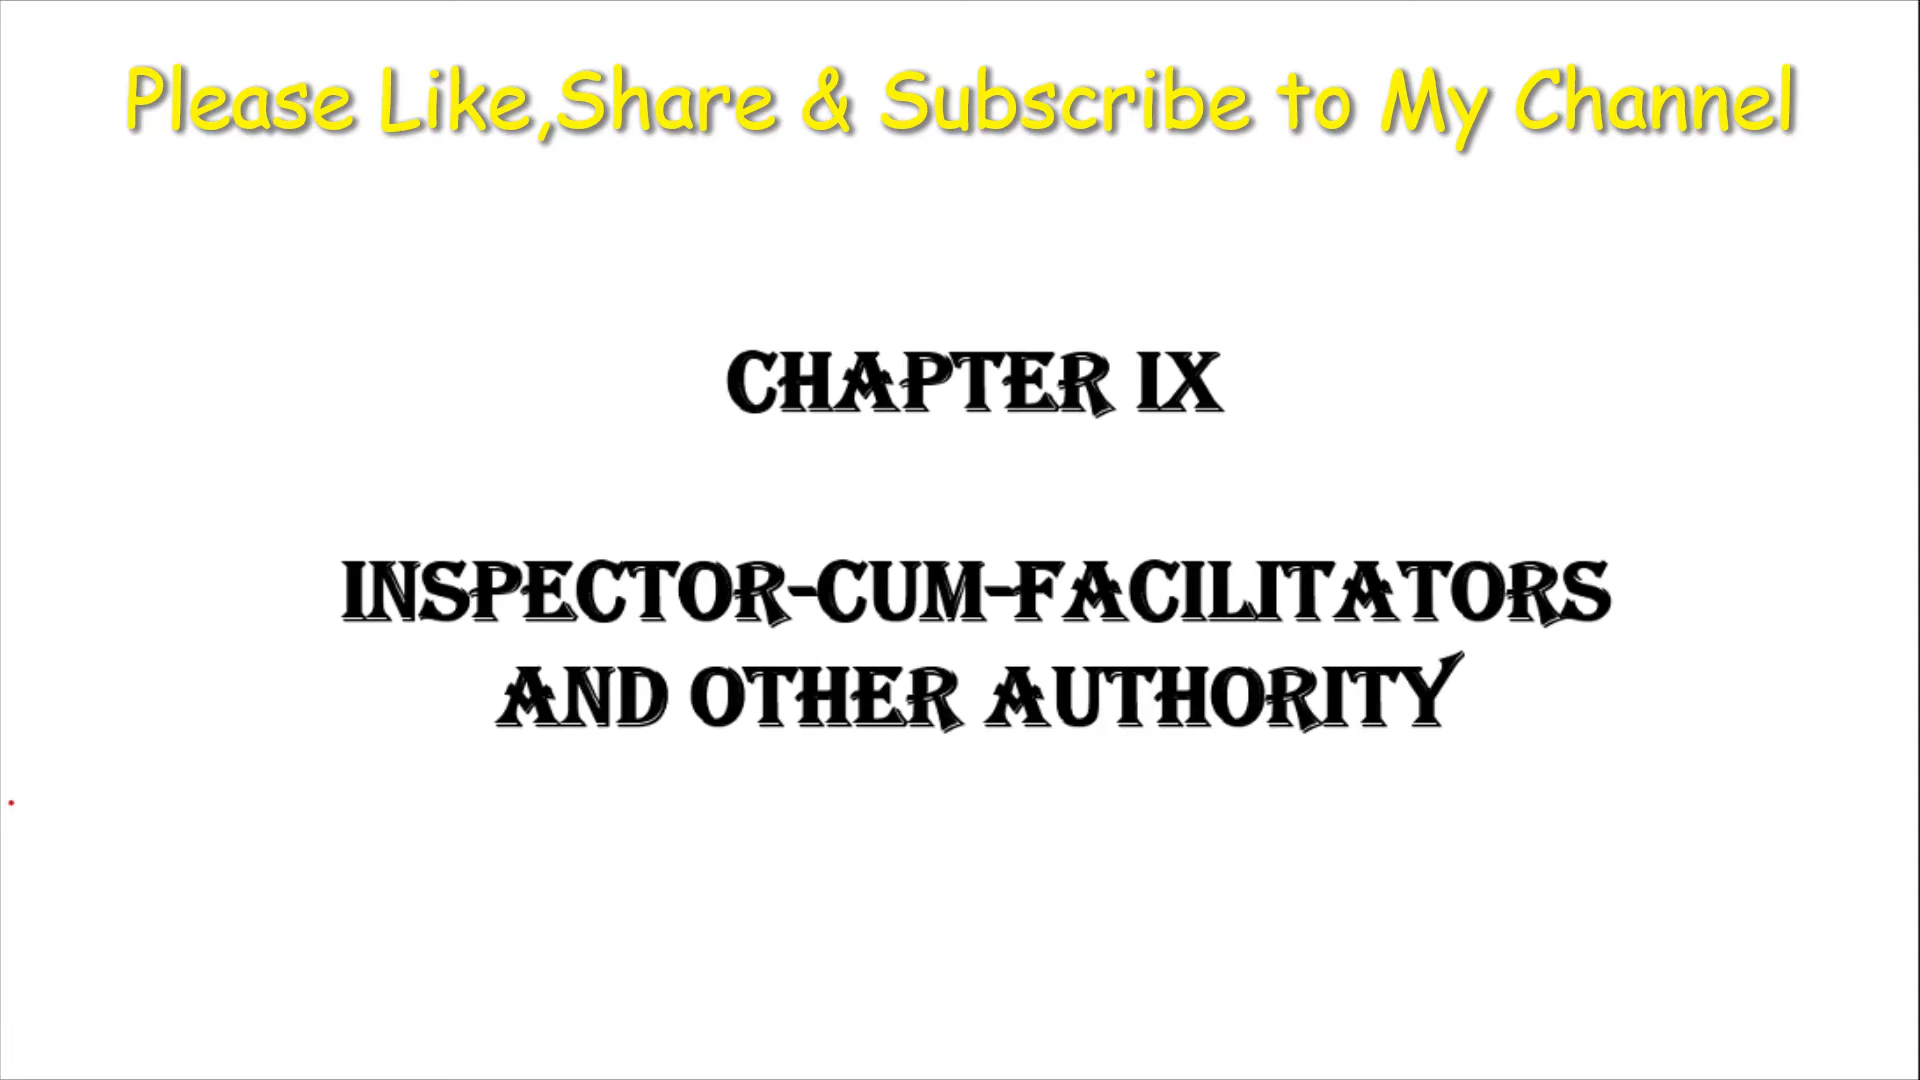 Please Like,Share & Subscribe to My Channel
CHAPTER IX
INSPECTOR-CUM-FACILITATORS
AND OTHER AUTHORITY